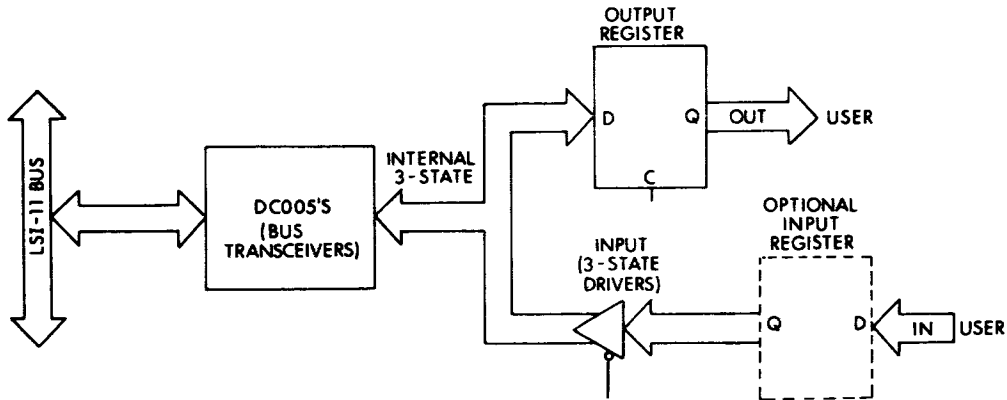 OUTPUT
REGISTER
D
Q
OUT
USER
C
INTERNAL
3-STATE
LSI-11 BUS
DC005'S
(BUS
TRANSCEIVERS)
OPTIONAL
INPUT
REGISTER
INPUT
(3-STATE
DRIVERS)
Q
D
IN
USER